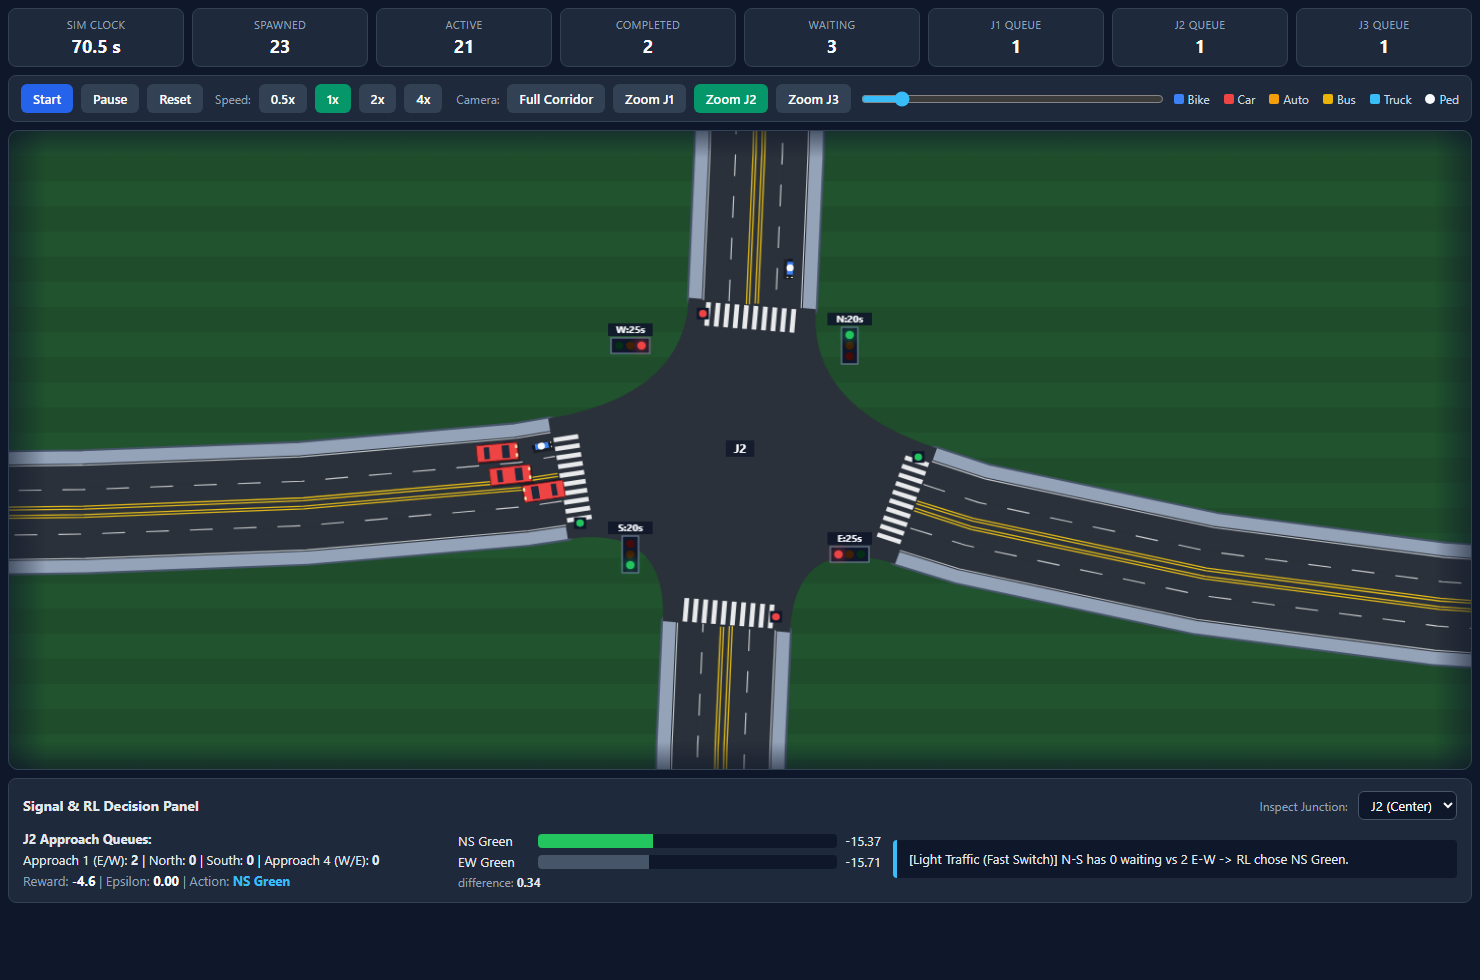 SIM CLOCK
70.5 s
SPAWNED
23
ACTIVE
21
COMPLETED
2
WAITING
3
J1 QUEUE
1
J2 QUEUE
1
J3 QUEUE
1
Start Pause Reset Speed: 0.5x 1x 2x 4x Camera: Full Corridor Zoom J1 Zoom J2 Zoom J3 Bike Car Auto Bus Truck Ped
N:20s
W:25s
J2
S:20s
E:25s
Signal & RL Decision Panel
Inspect Junction: J2 (Center)
J2 Approach Queues:
Approach 1 (E/W): 2 | North: 0 | South: 0 | Approach 4 (W/E): 0
Reward: -4.6 | Epsilon: 0.00 | Action: NS Green
NS Green -15.37
EW Green -15.71
difference: 0.34
[Light Traffic (Fast Switch)] N-S has 0 waiting vs 2 E-W -> RL chose NS Green.